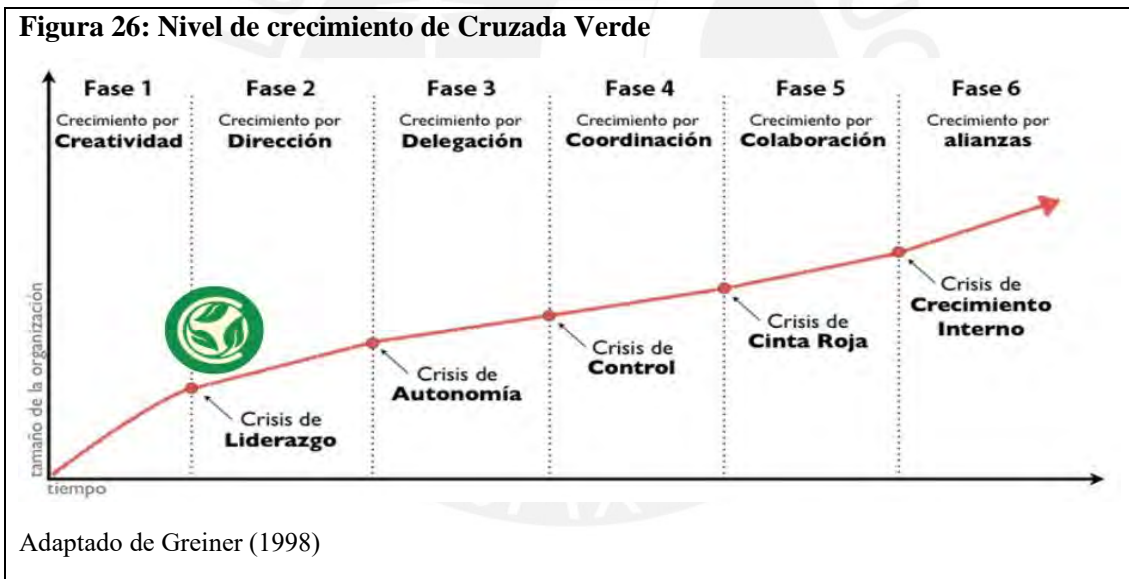 Figura 26: Nivel de crecimiento de Cruzada Verde
Fase 1
Crecimiento por
Creatividad
Fase 2
Crecimiento por
Dirección
Fase 3
Crecimiento por
Delegación
Fase 4
Crecimiento por
Coordinación
Fase 5
Crecimiento por
Colaboración
Fase 6
Crecimiento por
alianzas
tamaño de la organización
Crisis de
Liderazgo
Crisis de
Autonomía
Crisis de
Control
Crisis de
Cinta Roja
Crisis de
Crecimiento
Interno
tiempo
Adaptado de Greiner (1998)